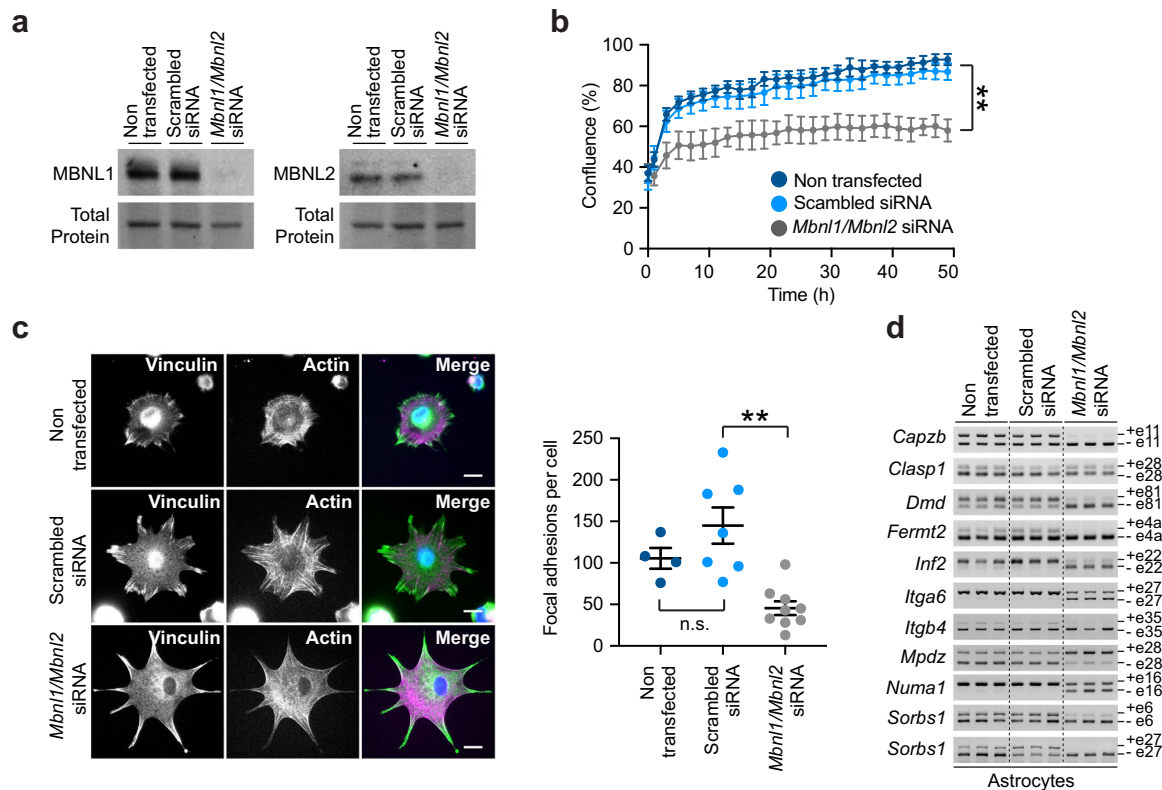 a
Non
transfected
Scrambled
siRNA
Mbnl1/Mbnl2
siRNA
MBNL1
Total
Protein
Non
transfected
Scrambled
siRNA
Mbnl1/Mbnl2
siRNA
MBNL2
Total
Protein
b
Confluence (%)
100
80
60
40
20
0
0
10
20
30
40
50
Time (h)
Non transfected
Scambled siRNA
Mbnl1/Mbnl2 siRNA
**
c
Non
transfected
Vinculin
Actin
Merge
Scrambled
siRNA
Vinculin
Actin
Merge
Mbnl1/Mbnl2
siRNA
Vinculin
Actin
Merge
Focal adhesions per cell
250
200
150
100
50
0
**
n.s.
Non
transfected
Scrambled
siRNA
Mbnl1/Mbnl2
siRNA
d
Non
transfected
Scrambled
siRNA
Mbnl1/Mbnl2
siRNA
Capzb
+e11
- e11
Clasp1
+e28
- e28
Dmd
+e81
- e81
Fermt2
+e4a
- e4a
Inf2
+e22
- e22
Itga6
+e27
- e27
Itgb4
+e35
- e35
Mpdz
+e28
- e28
Numa1
+e16
- e16
Sorbs1
+e6
- e6
Sorbs1
+e27
- e27
Astrocytes